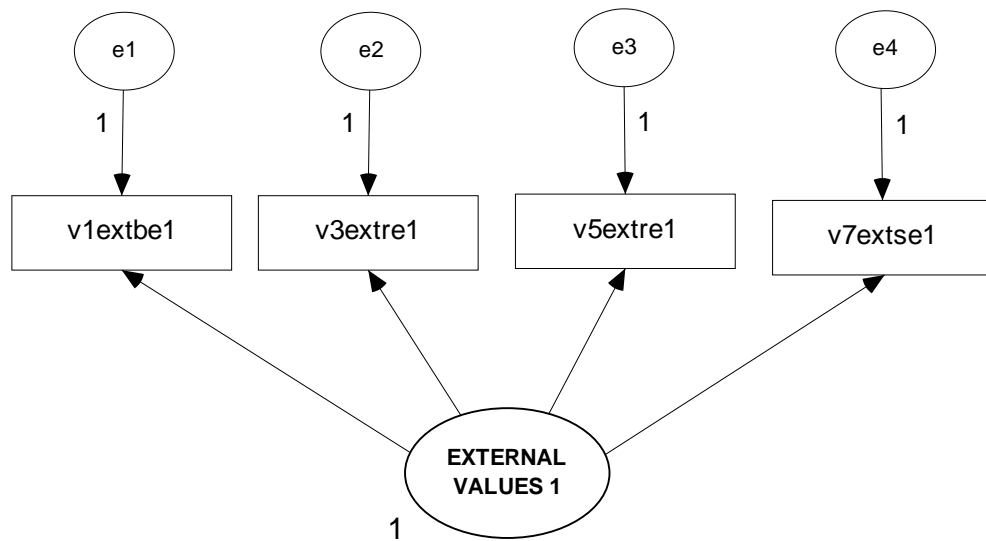 e1
e2
e3
e4
1
1
1
1
v1extbe1
v3extre1
v5extre1
v7extse1
EXTERNAL
VALUES 1
1